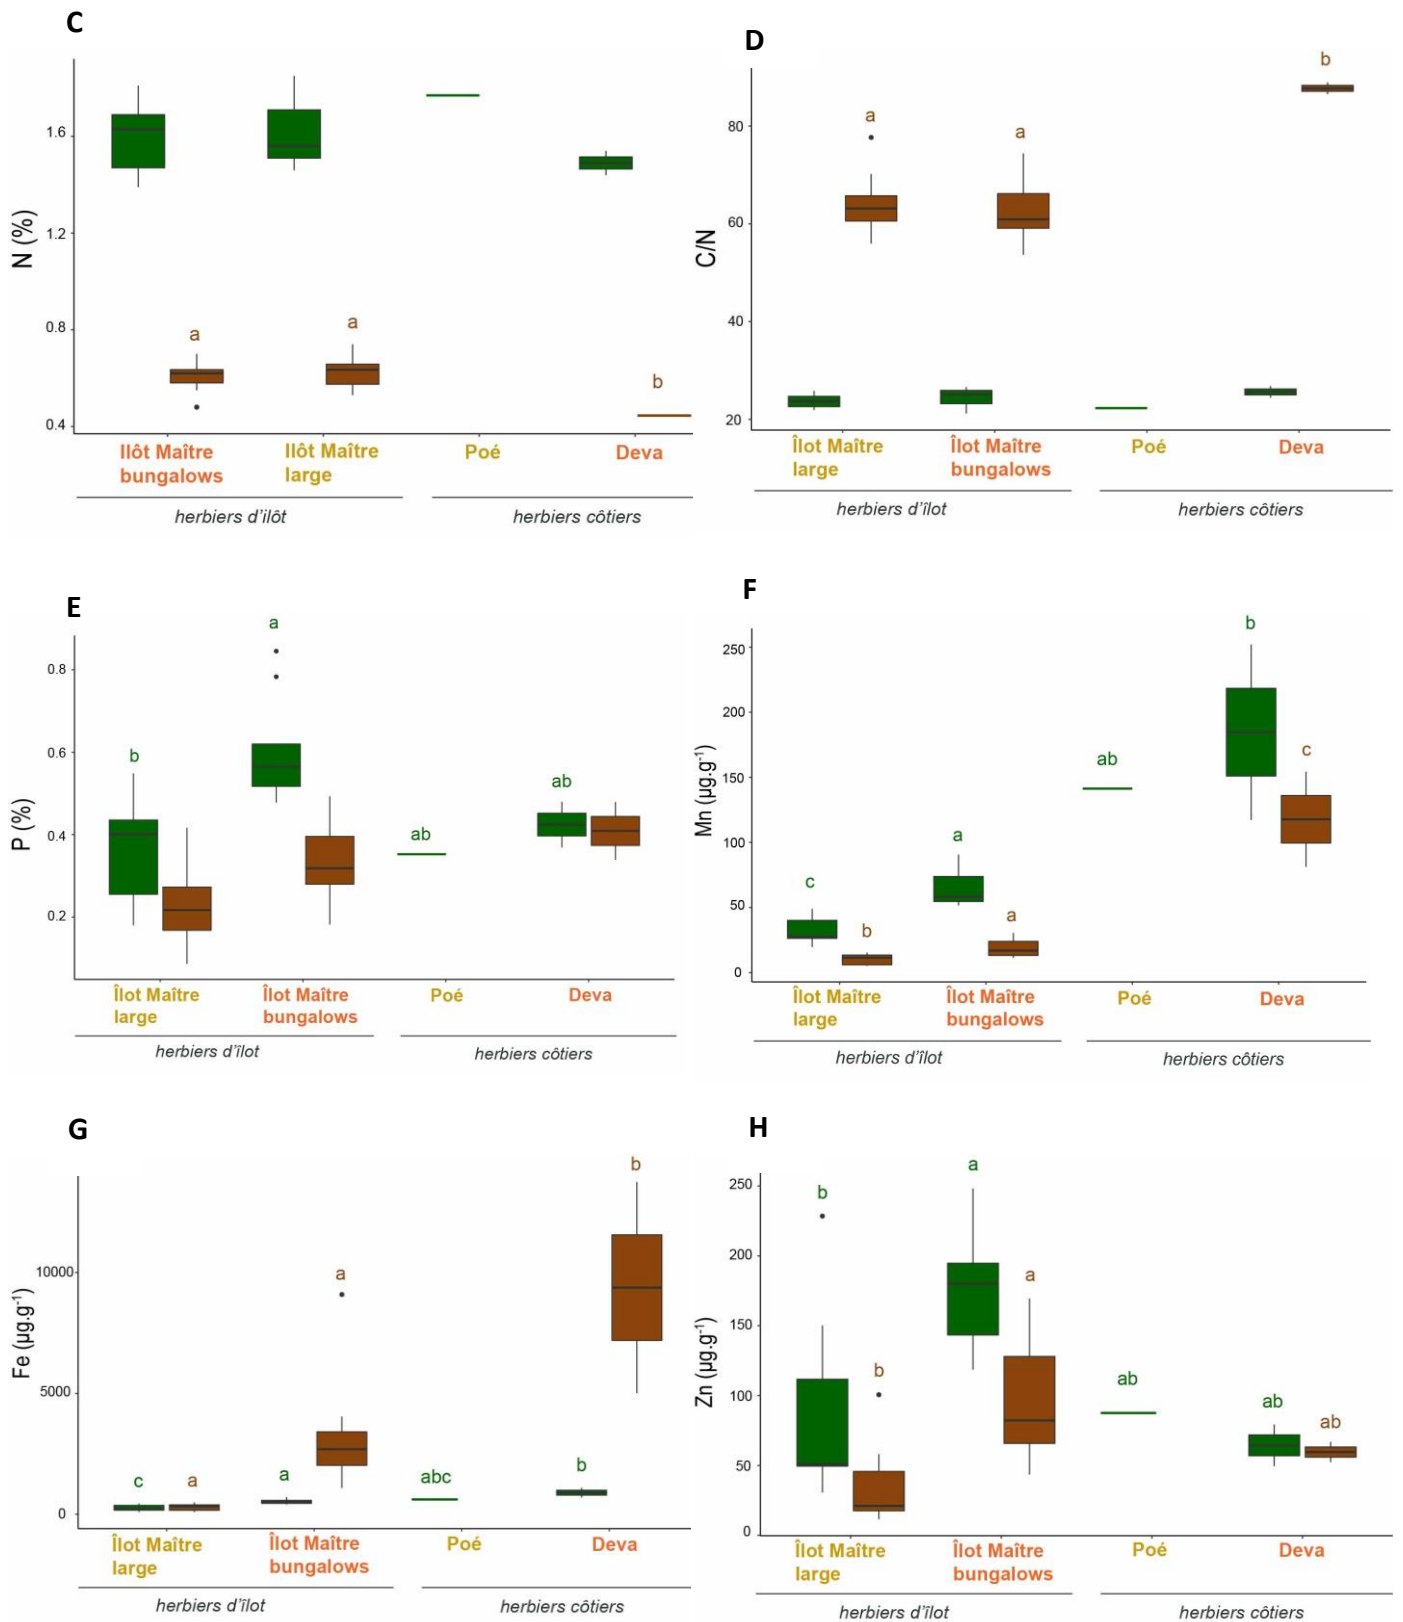 C
N (%)
1.6
1.2
0.8
0.4
a
a
b
Ilôt Maître
bungalows
Ilôt Maître
large
Poé
Deva
herbiers d'ilôt
herbiers côtiers
D
C/N
80
60
40
20
a
a
b
Îlot Maître
large
Îlot Maître
bungalows
Poé
Deva
herbiers d'îlot
herbiers côtiers
E
P (%)
0.8
0.6
0.4
0.2
b
a
ab
ab
Îlot Maître
large
Îlot Maître
bungalows
Poé
Deva
herbiers d'îlot
herbiers côtiers
F
Mn (µg.g⁻¹)
250
200
150
100
50
0
c
b
a
a
ab
b
c
Îlot Maître
large
Îlot Maître
bungalows
Poé
Deva
herbiers d'îlot
herbiers côtiers
G
Fe (µg.g⁻¹)
10000
5000
0
c
a
a
a
abc
b
b
Îlot Maître
large
Îlot Maître
bungalows
Poé
Deva
herbiers d'îlot
herbiers côtiers
H
Zn (µg.g⁻¹)
250
200
150
100
50
0
b
b
a
a
ab
ab
ab
Îlot Maître
large
Îlot Maître
bungalows
Poé
Deva
herbiers d'îlot
herbiers côtiers